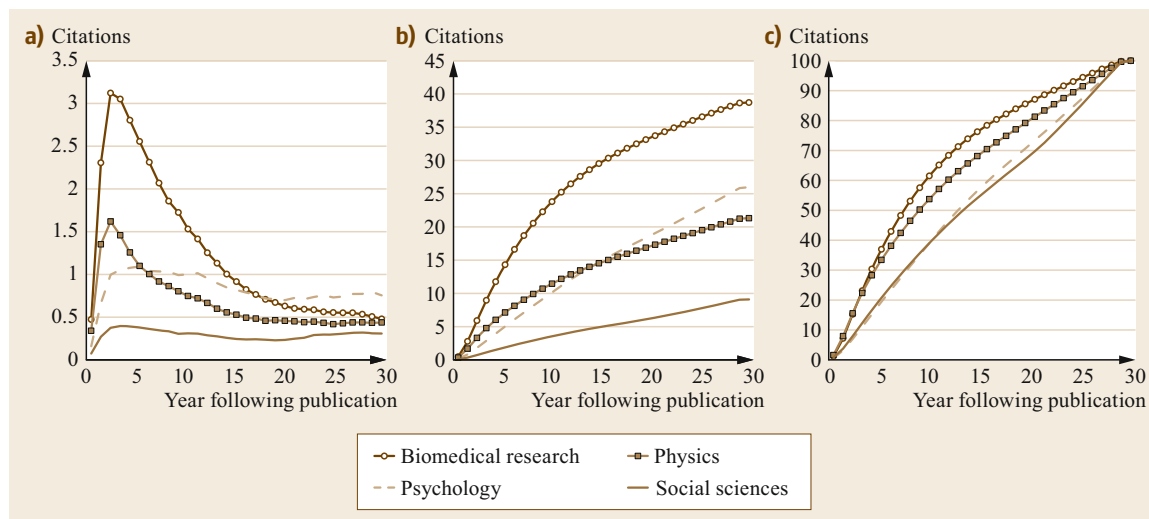 a) Citations
3.5
3
2.5
2
1.5
1
0.5
0
0 5 10 15 20 25 30
Year following publication
b) Citations
45
40
35
30
25
20
15
10
5
0
0 5 10 15 20 25 30
Year following publication
c) Citations
100
90
80
70
60
50
40
30
20
10
0
0 5 10 15 20 25 30
Year following publication
Biomedical research Physics
Psychology Social sciences